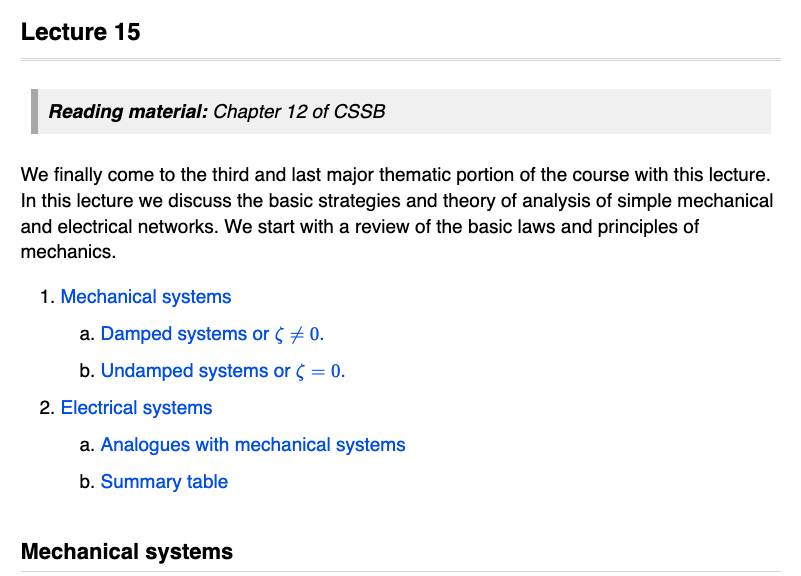 Lecture 15
Reading material: Chapter 12 of CSSB
We finally come to the third and last major thematic portion of the course with this lecture.
In this lecture we discuss the basic strategies and theory of analysis of simple mechanical
and electrical networks. We start with a review of the basic laws and principles of
mechanics.
1. Mechanical systems
a. Damped systems or ζ ≠ 0.
b. Undamped systems or ζ = 0.
2. Electrical systems
a. Analogues with mechanical systems
b. Summary table
Mechanical systems